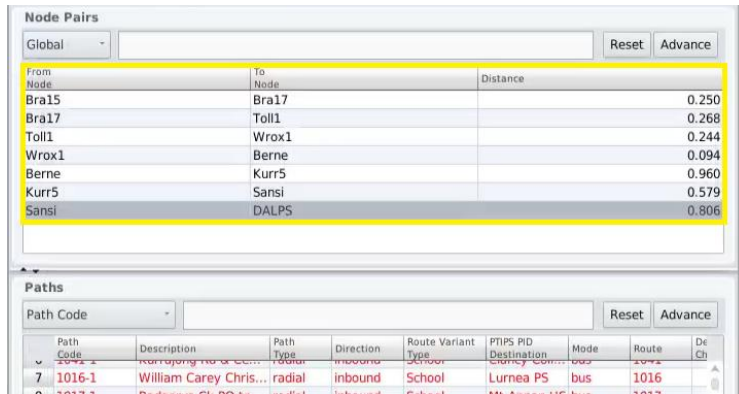 Node Pairs
Global Reset Advance
From Node To Node Distance
Bra15 Bra17 0.250
Bra17 Toll1 0.268
Toll1 Wrox1 0.244
Wrox1 Berne 0.094
Berne Kurr5 0.960
Kurr5 Sansi 0.579
Sansi DALPS 0.806
Paths
Path Code Reset Advance
Path Code Description Path Type Direction Route Variant Type PTIPS PID Destination Mode Route De Ch
7 1016-1 William Carey Chris... radial inbound School Lurnea PS bus 1016